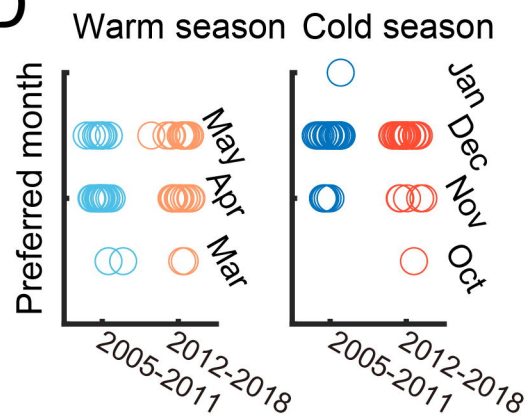 D
Warm season Cold season
Preferred month
May
Apr
Mar
2005-2011
2012-2018
Jan
Dec
Nov
Oct
2005-2011
2012-2018